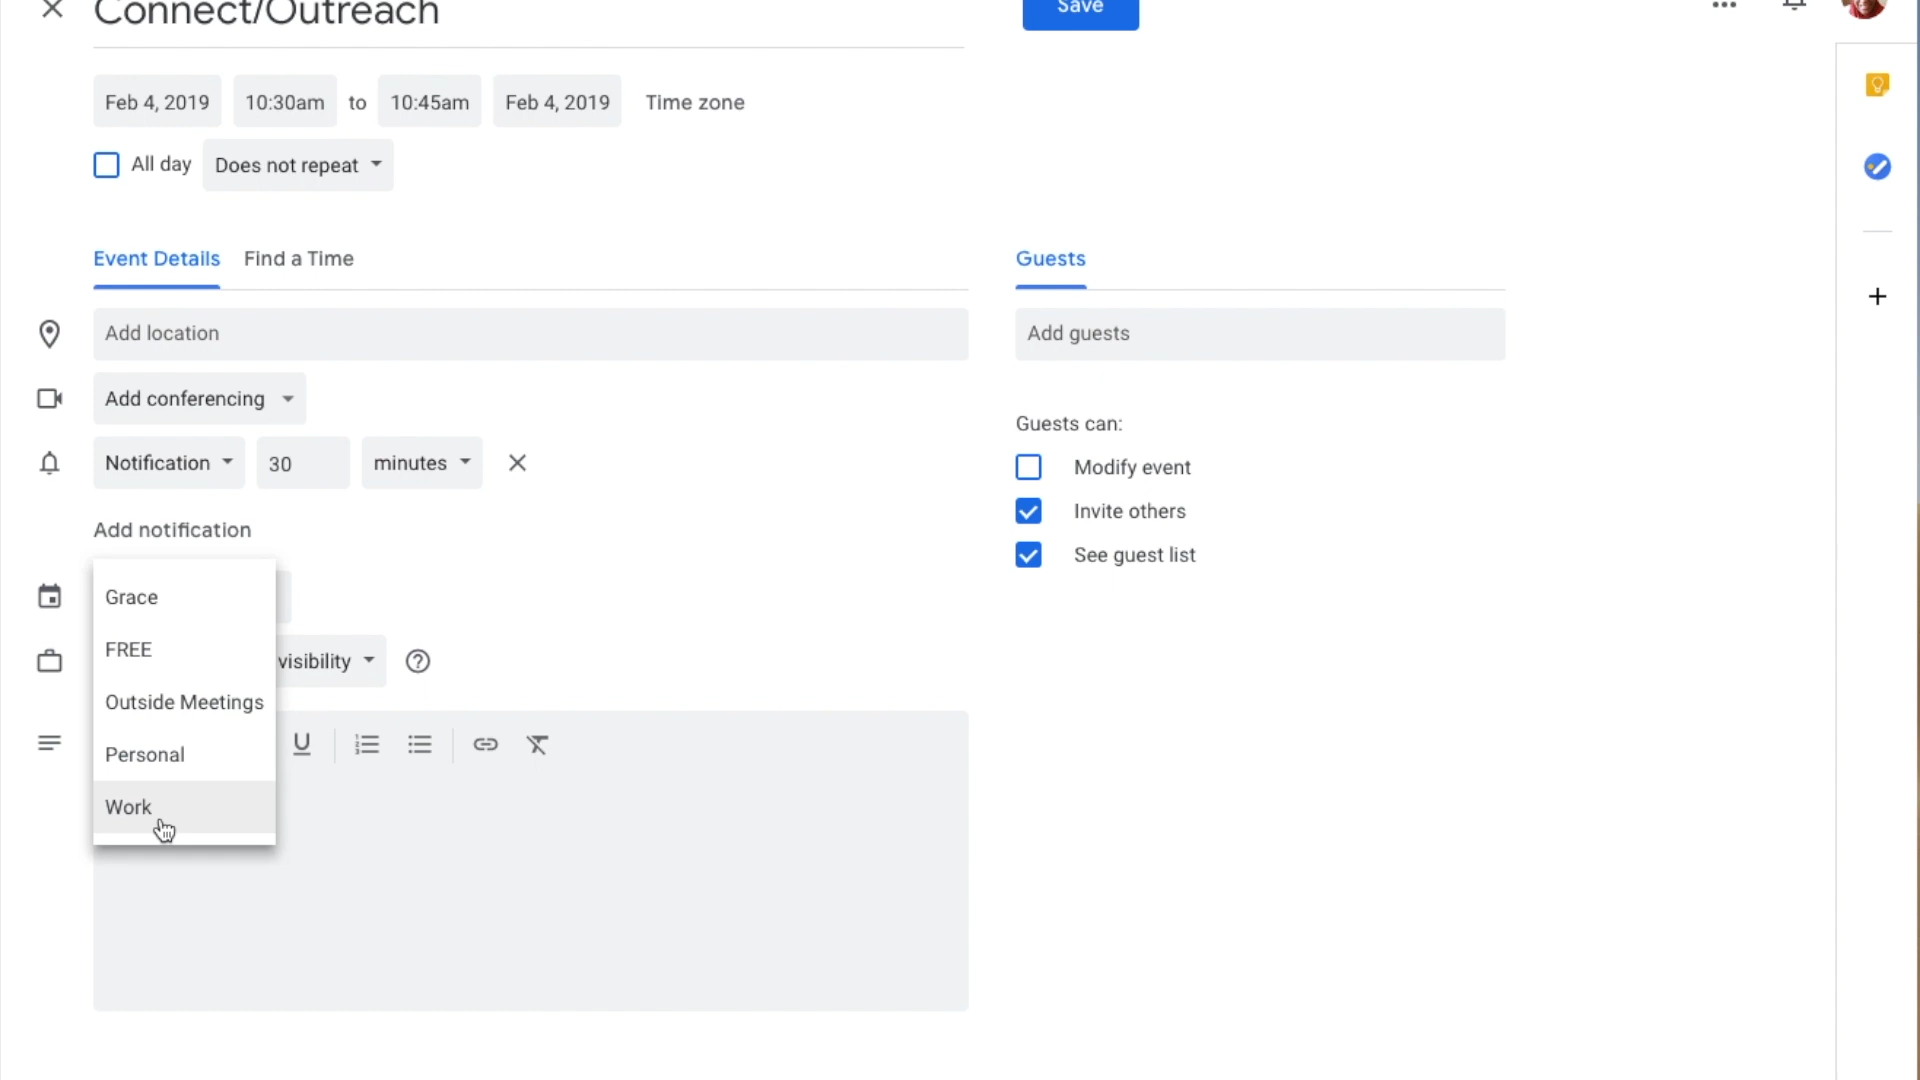 Connect/Outreach
Save
Feb 4, 2019 10:30am to 10:45am Feb 4, 2019 Time zone
All day Does not repeat
Event Details Find a Time
Guests
Add location
Add guests
Add conferencing
Guests can:
Notification 30 minutes
Modify event
Invite others
Add notification
See guest list
Grace
FREE
visibility
Outside Meetings
Personal
Work